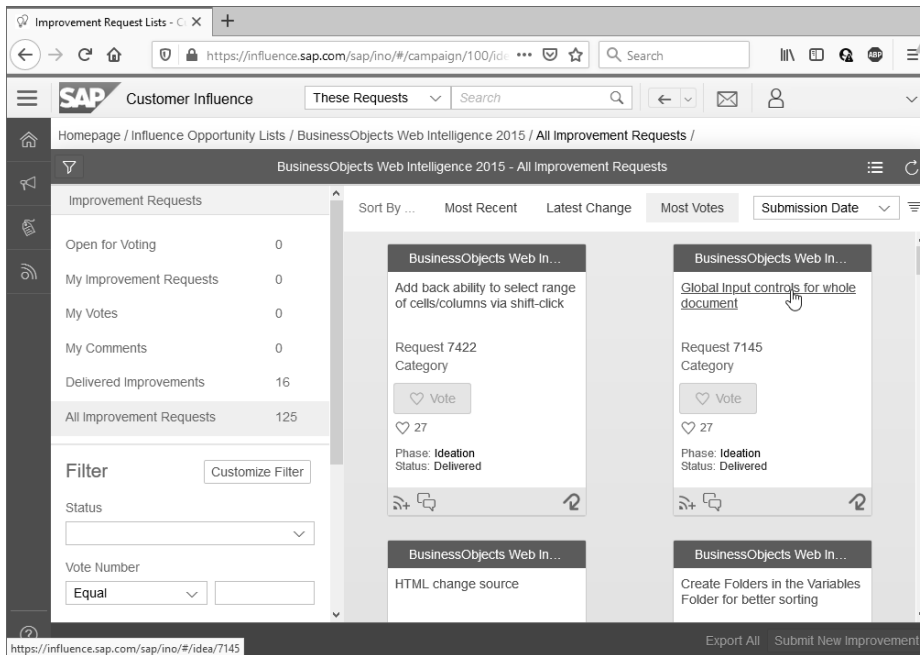 Improvement Request Lists - C
https://influence.sap.com/sap/ino/#/campaign/100/ide
Search
ABP
SAP Customer Influence
These Requests
Search
Homepage / Influence Opportunity Lists / BusinessObjects Web Intelligence 2015 / All Improvement Requests /
BusinessObjects Web Intelligence 2015 - All Improvement Requests
Improvement Requests
Open for Voting 0
My Improvement Requests 0
My Votes 0
My Comments 0
Delivered Improvements 16
All Improvement Requests 125
Filter
Customize Filter
Status
Vote Number
Equal
Sort By ... Most Recent Latest Change Most Votes Submission Date
BusinessObjects Web In...
Add back ability to select range
of cells/columns via shift-click
Request 7422
Category
Vote
27
Phase: Ideation
Status: Delivered
BusinessObjects Web In...
Global Input controls for whole
document
Request 7145
Category
Vote
27
Phase: Ideation
Status: Delivered
BusinessObjects Web In...
HTML change source
BusinessObjects Web In...
Create Folders in the Variables
Folder for better sorting
Export All Submit New Improvement
https://influence.sap.com/sap/ino/#/idea/7145